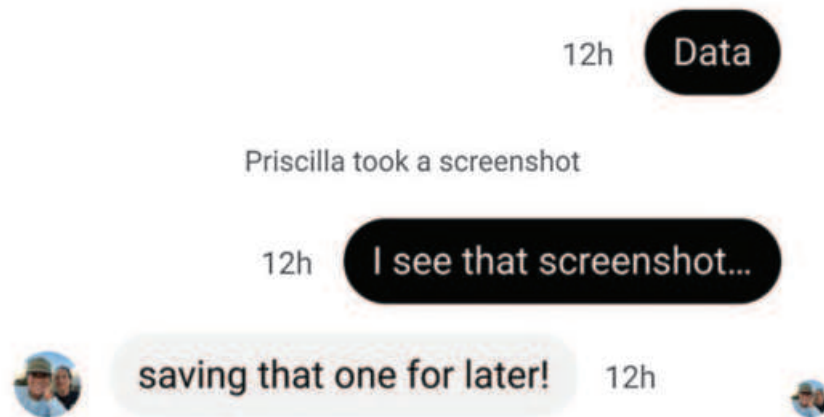 12h Data
Priscilla took a screenshot
12h I see that screenshot...
saving that one for later! 12h